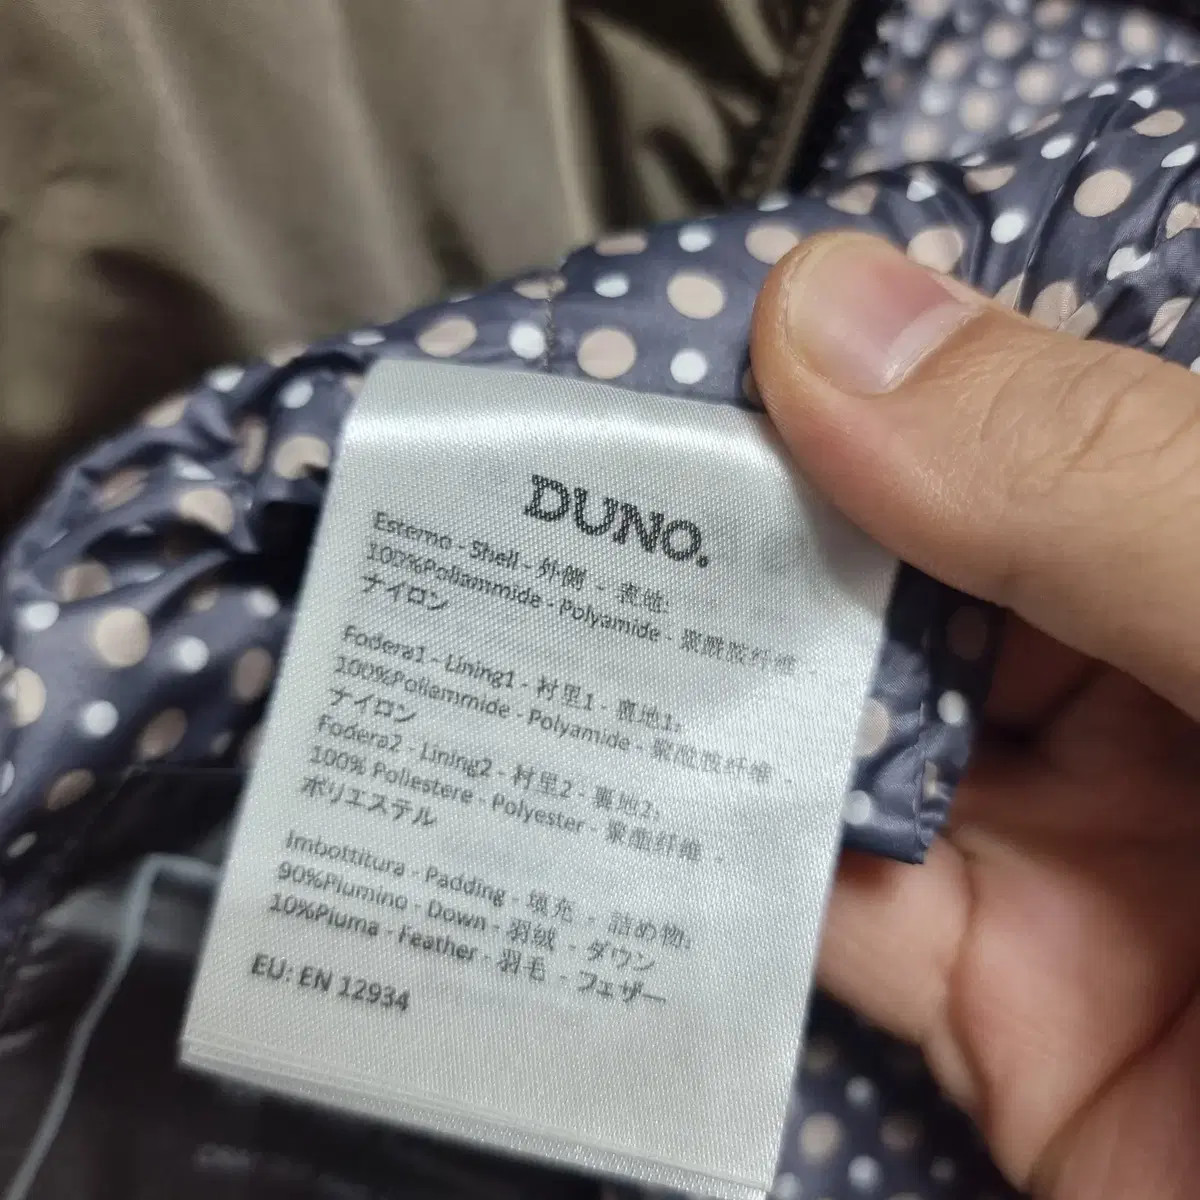 DUNO.
Esterno - Shell - 外侧 - 表地:
100%Poliammide - Polyamide - 聚酰胺纤维 -
ナイロン
Fodera1 - Lining1 - 衬里1 - 裏地1:
100%Poliammide - Polyamide - 聚酰胺纤维 -
ナイロン
Fodera2 - Lining2 - 衬里2 - 裏地2:
100% Poliestere - Polyester - 聚酯纤维 -
ポリエステル
Imbottitura - Padding - 填充 - 詰め物:
90%Piumino - Down - 羽绒 - ダウン
10%Piuma - Feather - 羽毛 - フェザー
EU: EN 12934